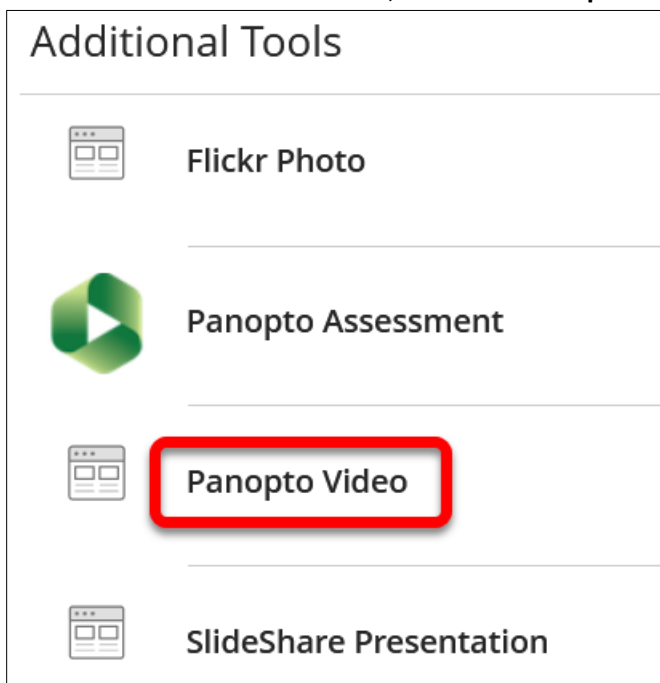 Additional Tools
Flickr Photo
Panopto Assessment
Panopto Video
SlideShare Presentation